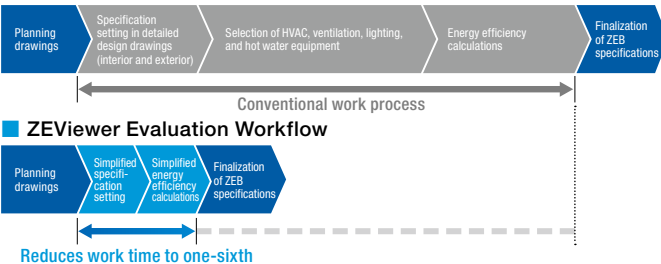 Planning
drawings
Specification
setting in detailed
design drawings
(interior and exterior)
Selection of HVAC, ventilation, lighting,
and hot water equipment
Energy efficiency
calculations
Finalization
of ZEB
specifications
Conventional work process
ZEViewer Evaluation Workflow
Planning
drawings
Simplified
specifi-
cation
setting
Simplified
energy
efficiency
calculations
Finalization
of ZEB
specifications
Reduces work time to one-sixth